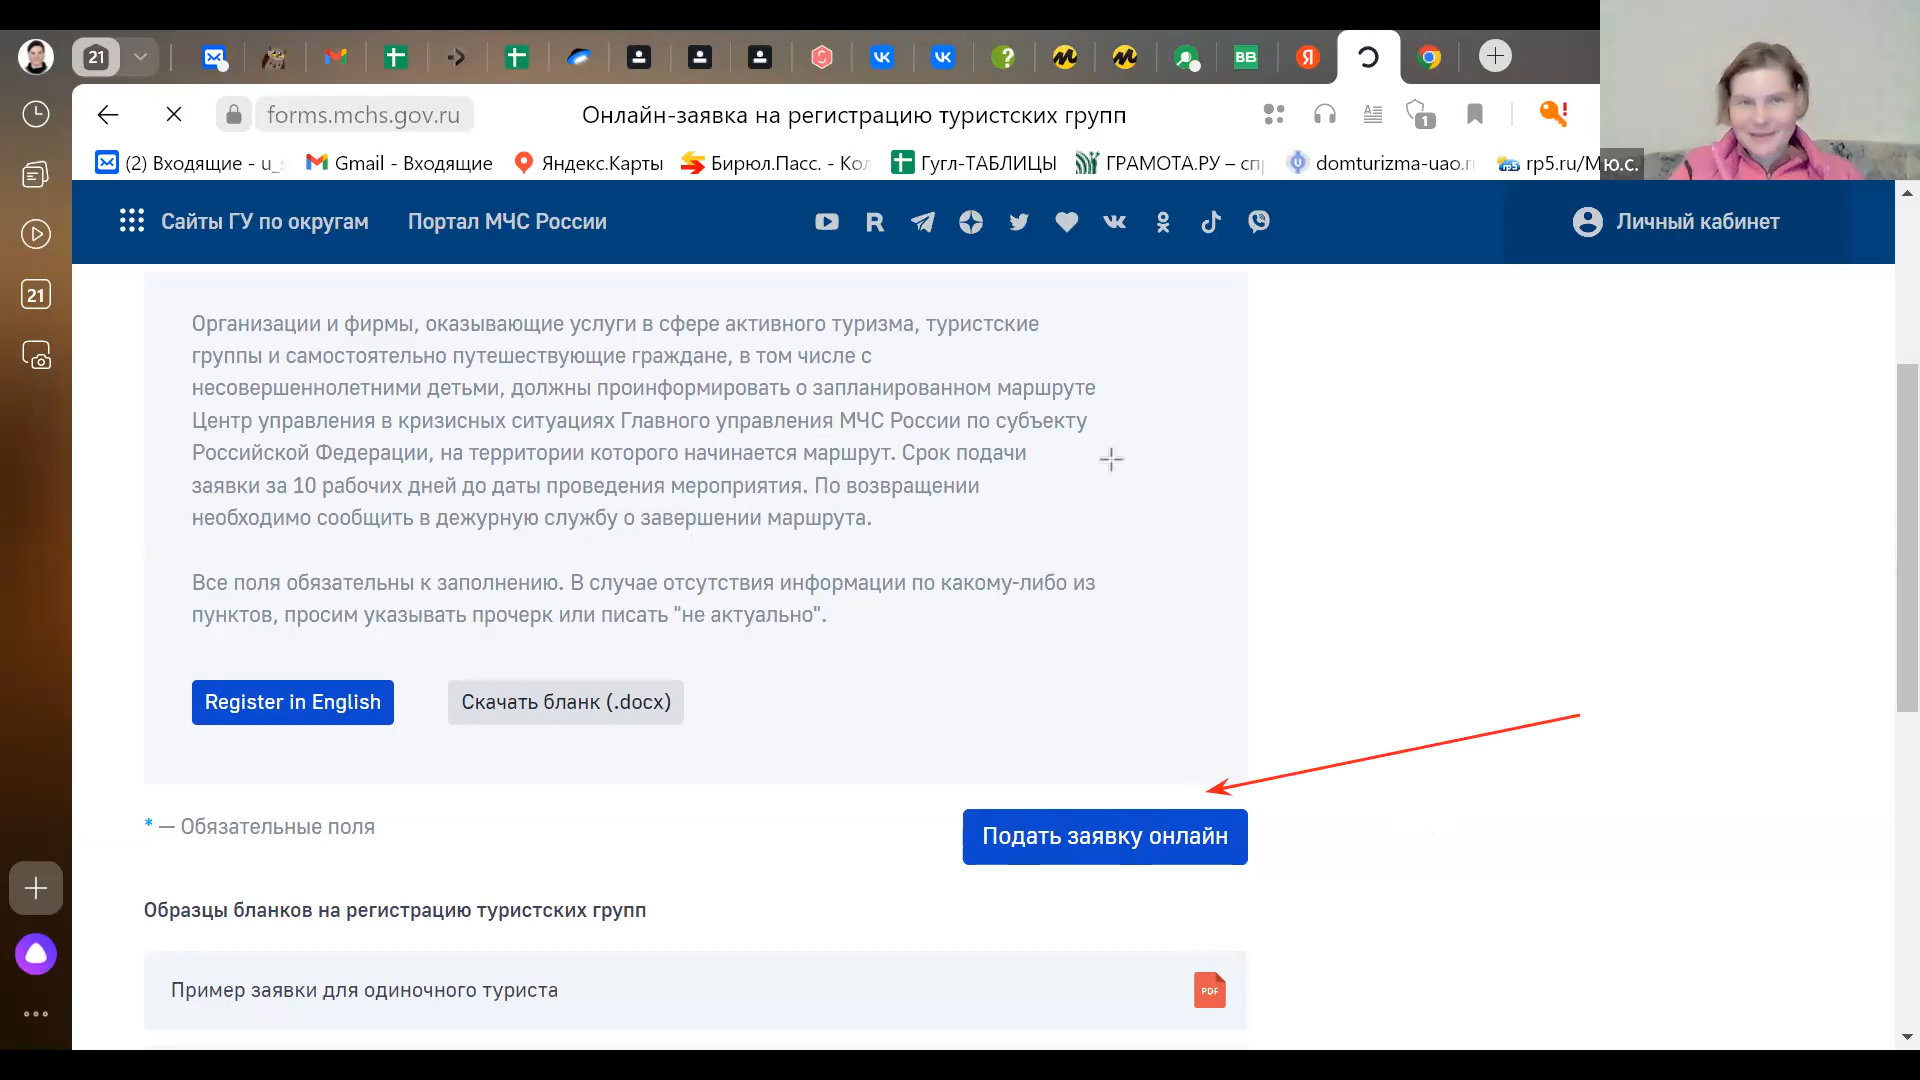 21
forms.mchs.gov.ru
Онлайн-заявка на регистрацию туристских групп
1
(2) Входящие - u_
Gmail - Входящие
Яндекс.Карты
Бирюл.Пасс. - Ко
Гугл-ТАБЛИЦЫ
ГРАМОТА.РУ – сп
domturizma-uao.r
rp5.ru/М
ю.с.
Сайты ГУ по округам
Портал МЧС России
Личный кабинет
21
Организации и фирмы, оказывающие услуги в сфере активного туризма, туристские
группы и самостоятельно путешествующие граждане, в том числе с
несовершеннолетними детьми, должны проинформировать о запланированном маршруте
Центр управления в кризисных ситуациях Главного управления МЧС России по субъекту
Российской Федерации, на территории которого начинается маршрут. Срок подачи
заявки за 10 рабочих дней до даты проведения мероприятия. По возвращении
необходимо сообщить в дежурную службу о завершении маршрута.
Все поля обязательны к заполнению. В случае отсутствия информации по какому-либо из
пунктов, просим указывать прочерк или писать "не актуально".
Register in English
Скачать бланк (.docx)
* — Обязательные поля
Подать заявку онлайн
Образцы бланков на регистрацию туристских групп
Пример заявки для одиночного туриста
PDF